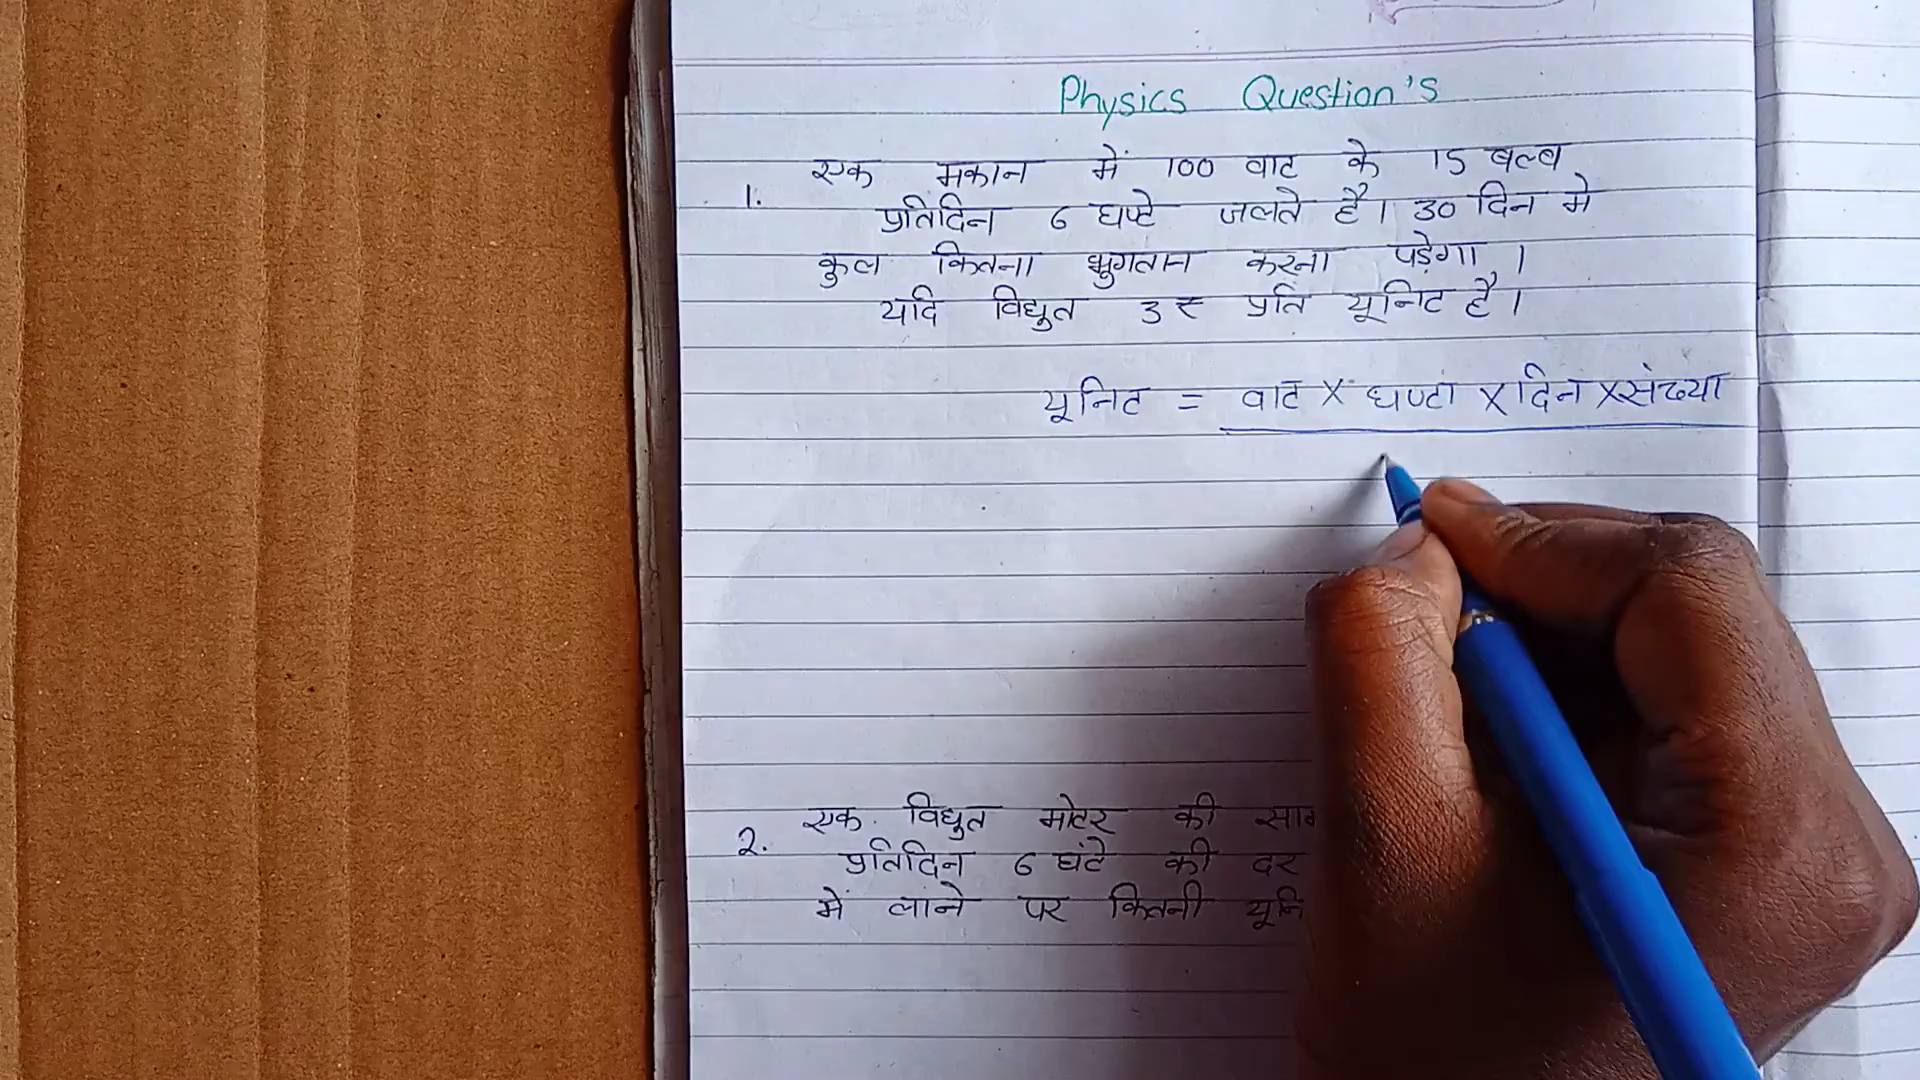 Physics Question's
1. एक मकान में 100 वाट के 15 बल्ब
प्रतिदिन 6 घण्टे जलते है। 30 दिन मे
कुल कितना भुगतान करना पड़ेगा ।
यदि विद्युत 3 ₹ प्रति यूनिट है।
यूनिट = वाट × घण्टा × दिन × संख्या
2. एक विद्युत मोटर की
प्रतिदिन 6 घंटे की दर
में लाने पर कितनी